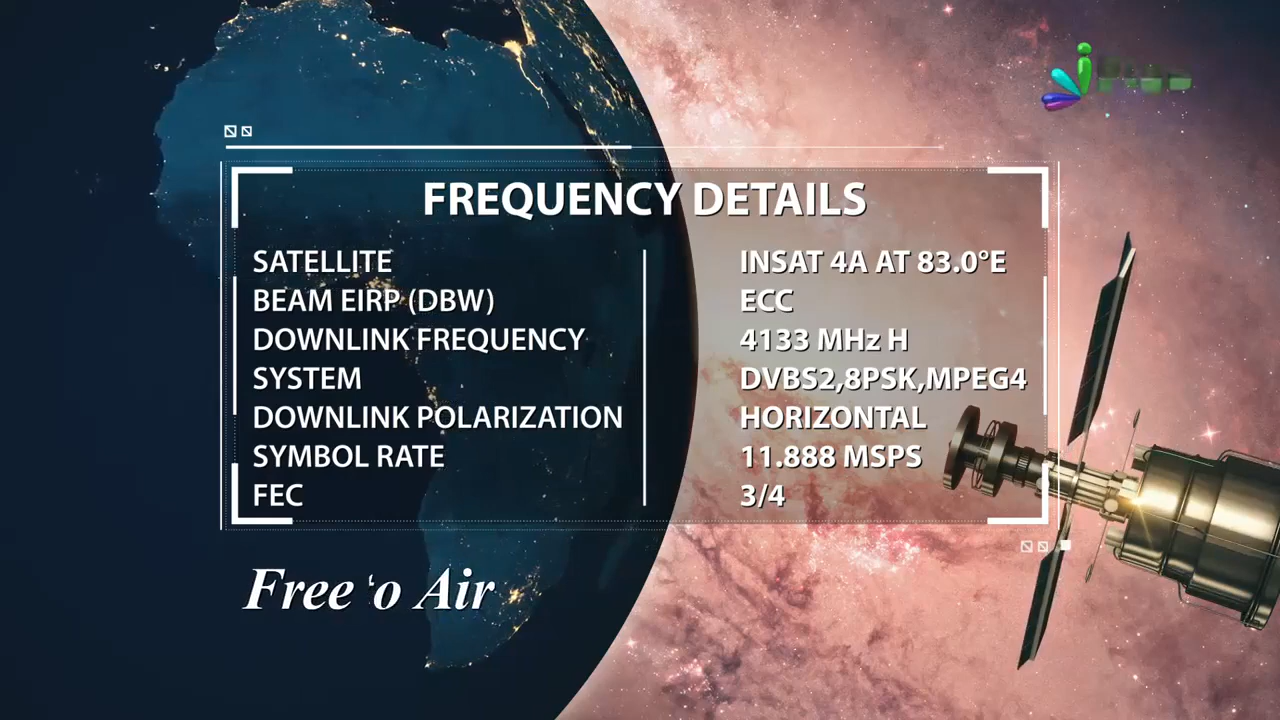 FREQUENCY DETAILS
SATELLITE INSAT 4A AT 83.0°E
BEAM EIRP (DBW) ECC
DOWNLINK FREQUENCY 4133 MHz H
SYSTEM DVBS2,8PSK,MPEG4
DOWNLINK POLARIZATION HORIZONTAL
SYMBOL RATE 11.888 MSPS
FEC 3/4
Free Air